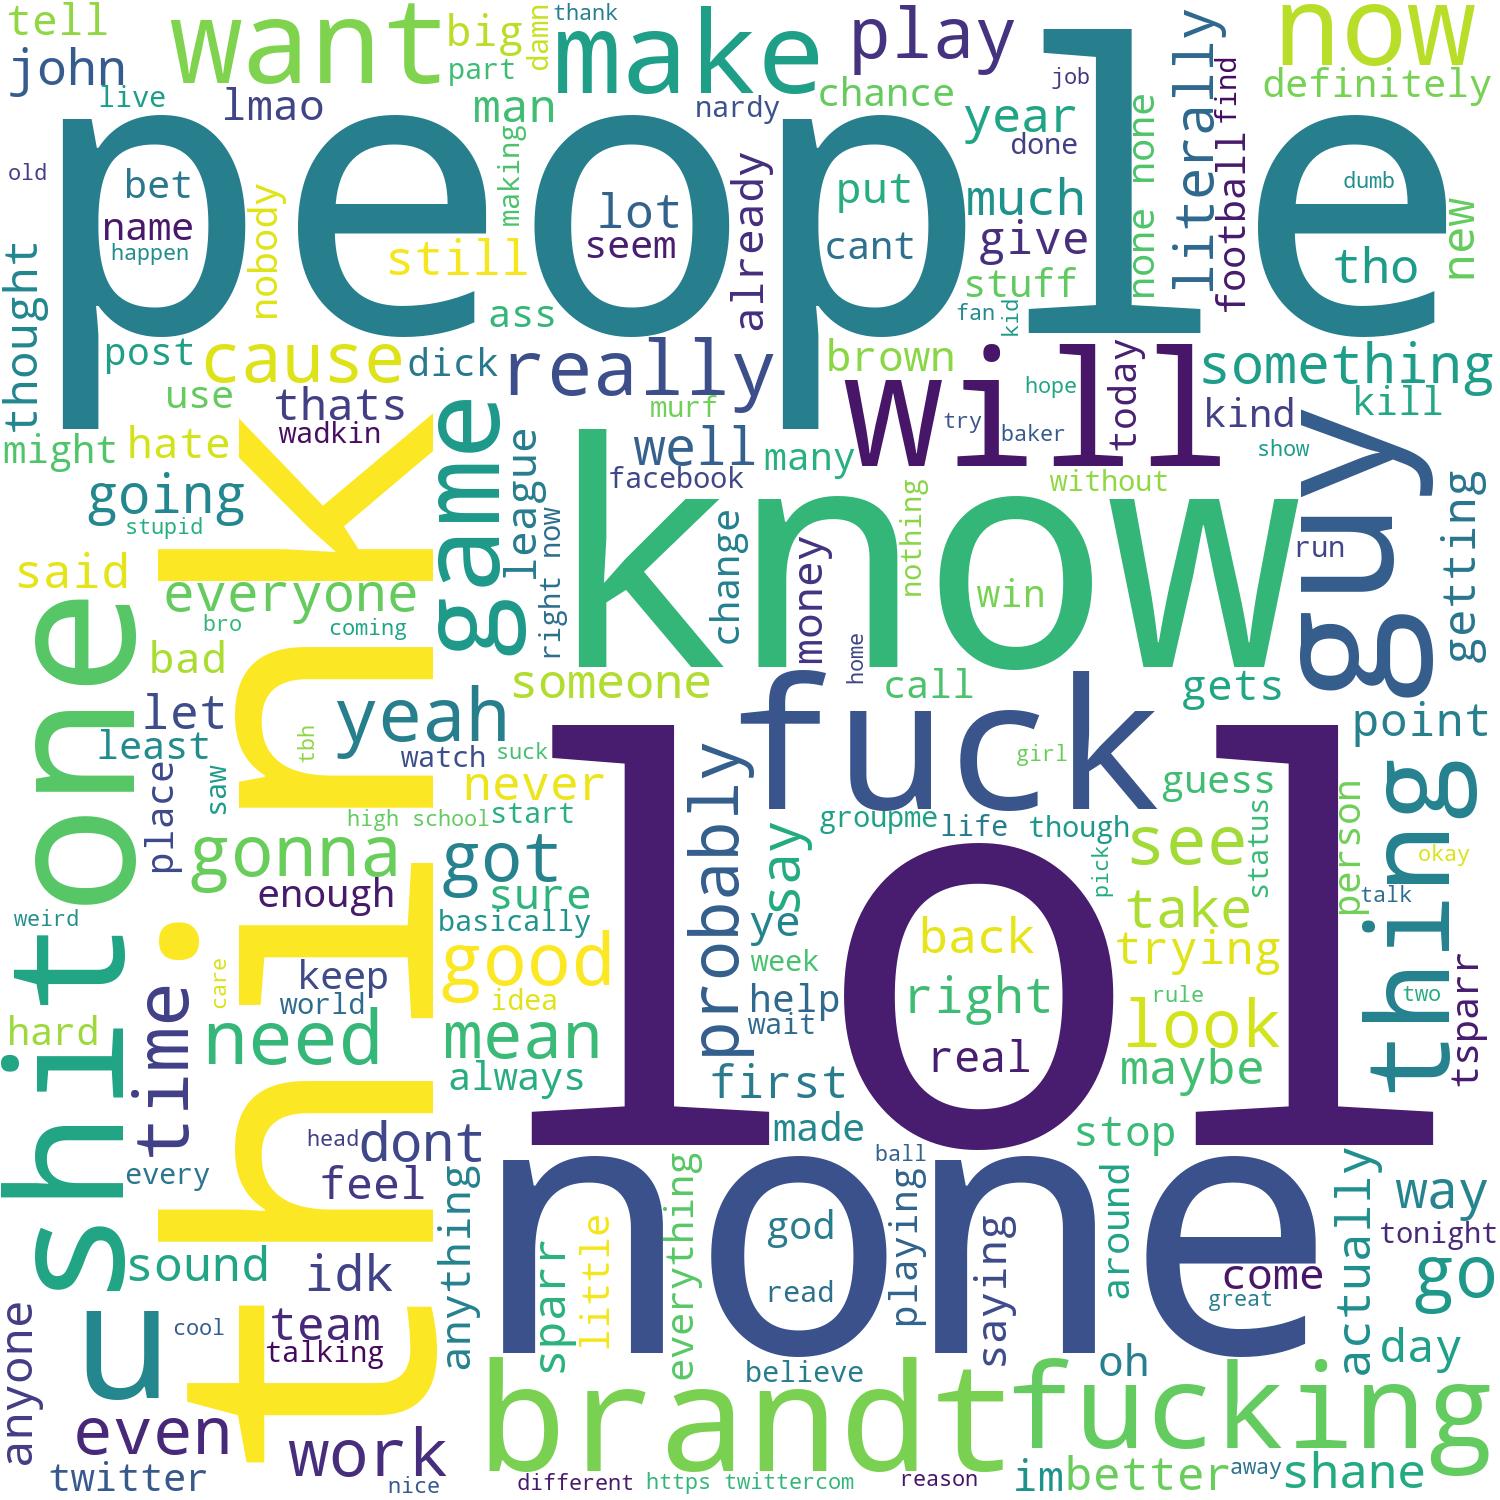 tell
want
big
damn
thank
make
play
now
john
part
job
find
definitely
live
lmao
man
nardy
chance
year
literally
people
old
bet
name
happen
nobody
still
making
lot
seem
already
put
cant
much
give
stuff
done
none none
football
dumb
tho
new
thought
post
cause
dick
ass
really
brown
fan
kid
will
today
something
use
thats
wadkin
murf
hope
try
baker
kind
kill
show
might
hate
think
game
league
well
facebook
many
without
guy
going
stupid
right now
know
change
nothing
win
money
run
getting
said
everyone
bro
coming
bad
someone
home
call
gets
let
least
yeah
tbh
watch
suck
fuck
girl
point
shit
one
place
saw
never
high school
start
probably
say
groupme
life
though
guess
see
status
thing
person
okay
gonna
got
enough
sure
basically
lol
pick
take
talk
weird
time
care
keep
world
good
idea
ye
week
help
wait
back
right
real
trying
rule
look
two
tsparr
hard
need
mean
always
first
maybe
made
stop
head
dont
feel
every
anything
none
everything
ball
god
read
playing
saying
around
actually
way
tonight
sound
idk
sparr
little
come
great
go
anyone
u
cool
team
talking
believe
oh
day
even
work
brandt
fucking
twitter
nice
different
https twittercom
reason
im
better
away
shane